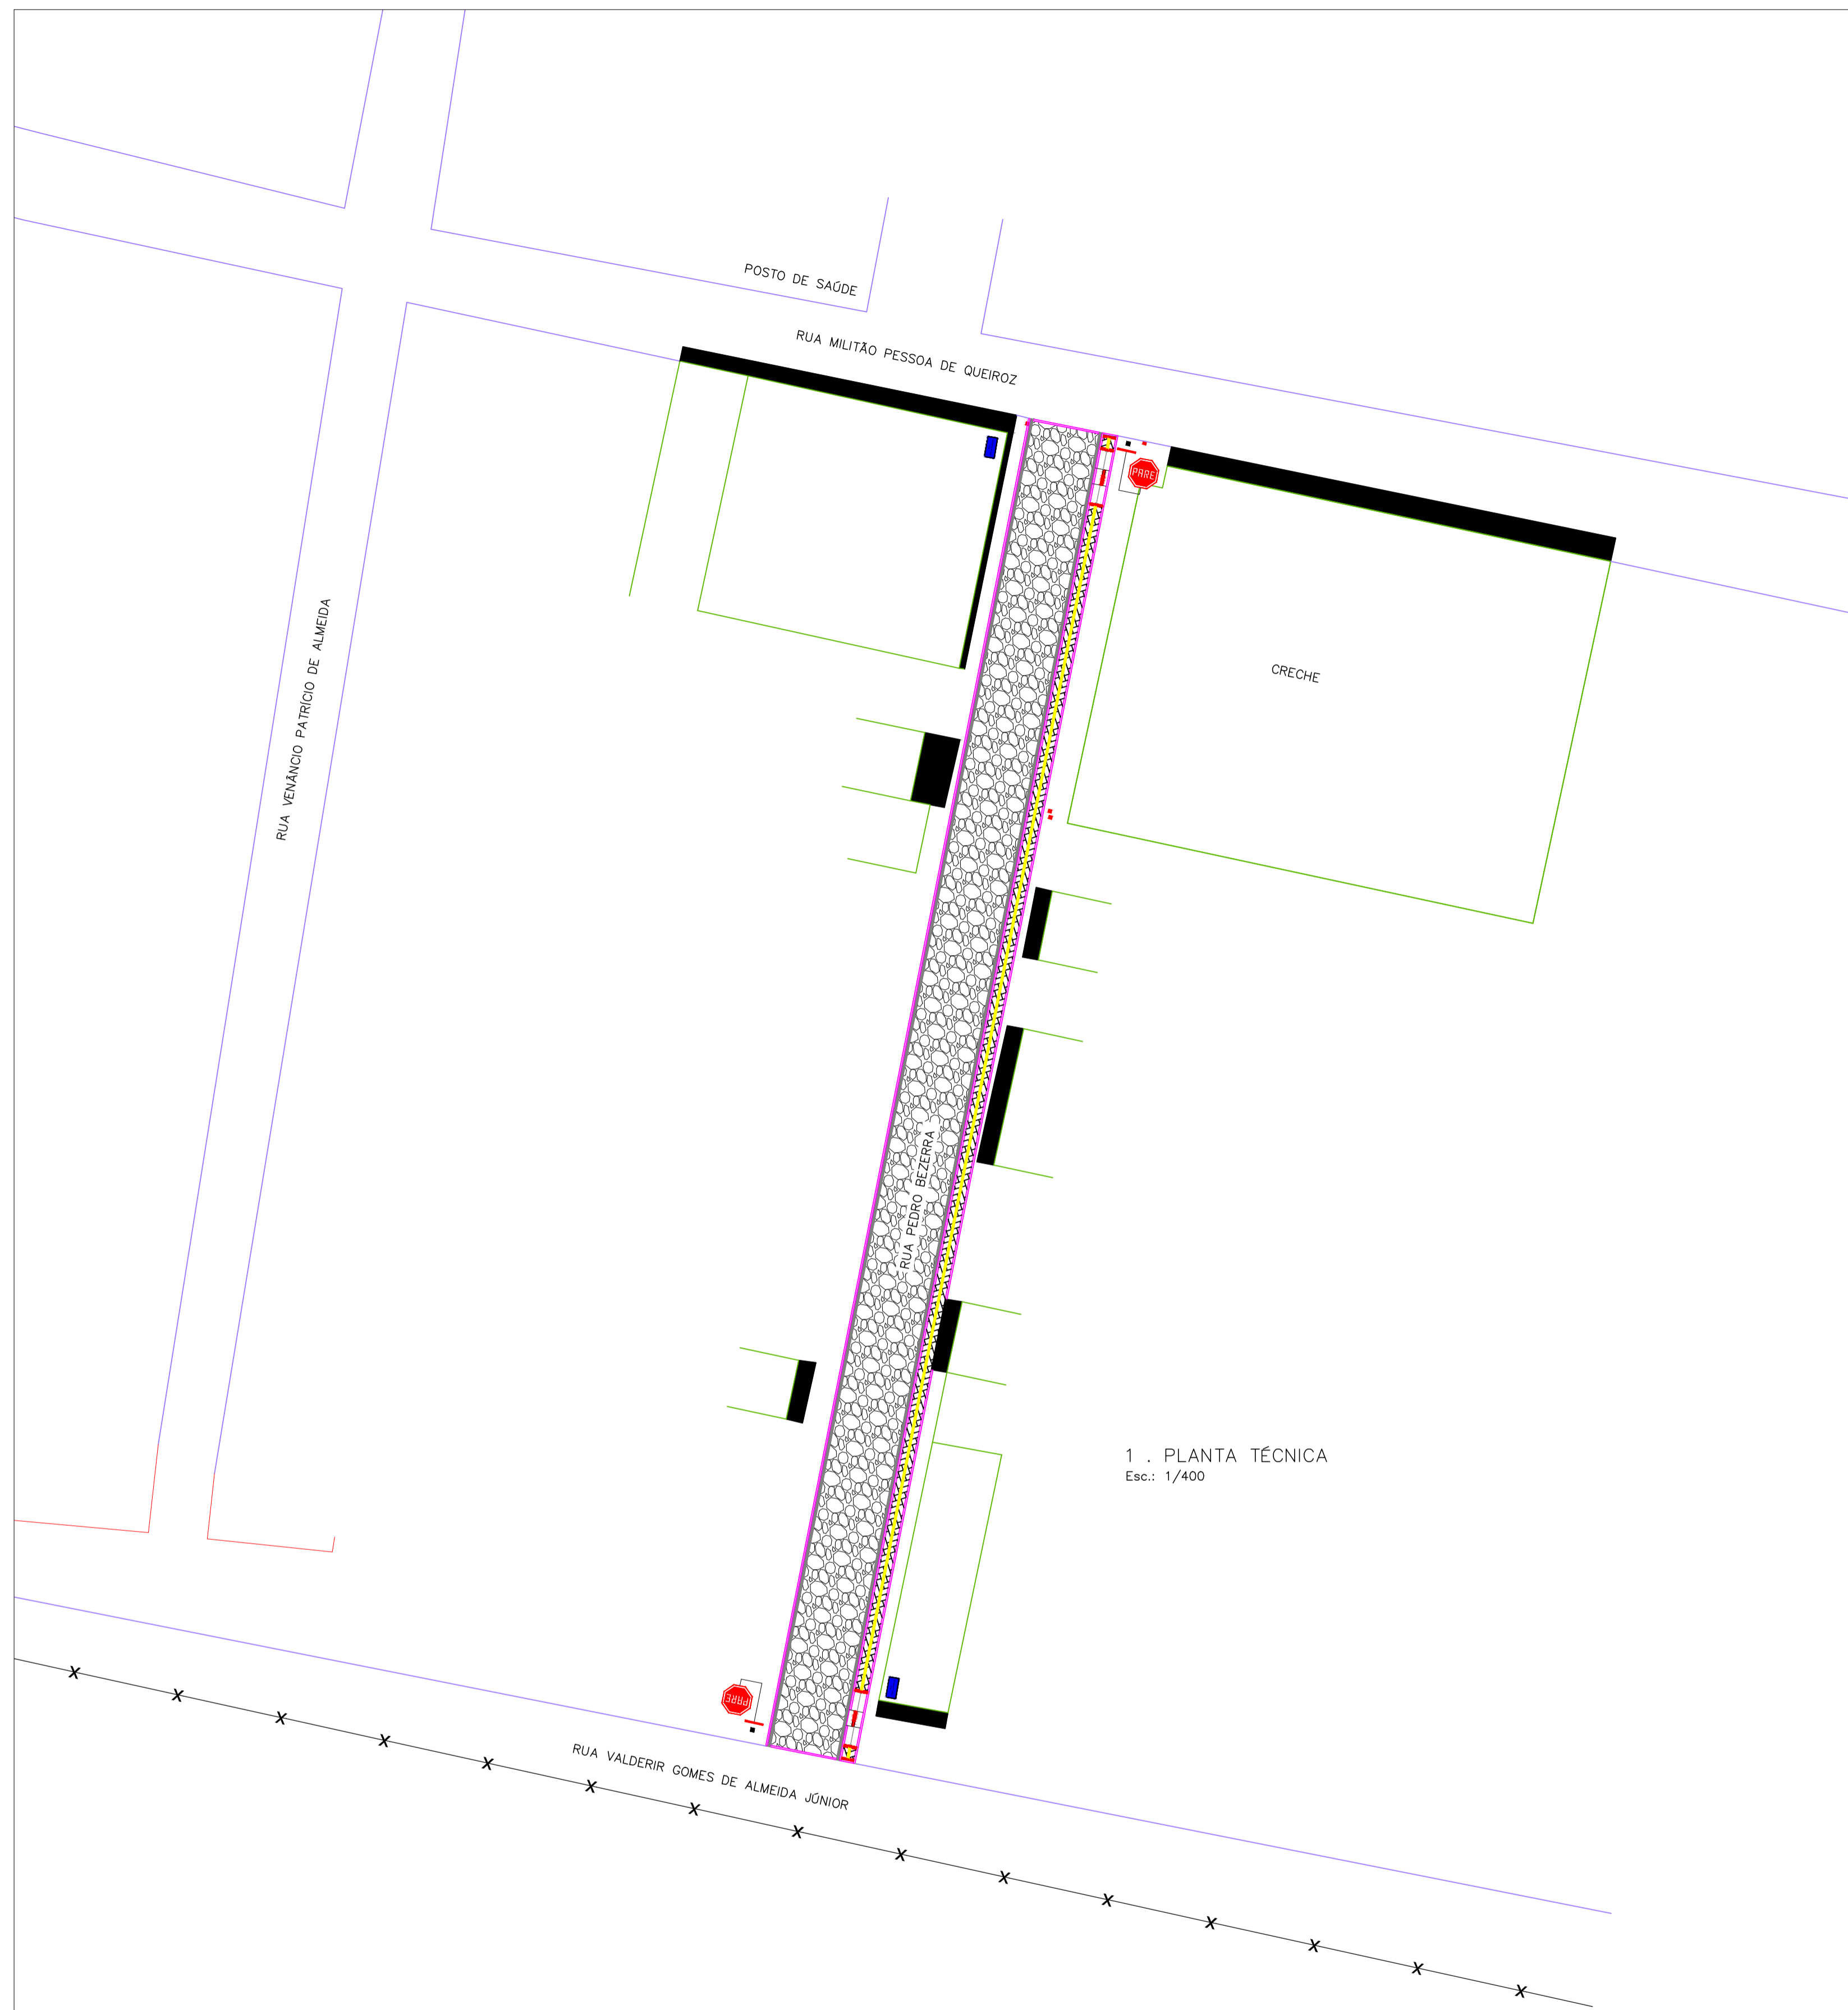 POSTO DE SAÚDE
RUA MILITÃO PESSOA DE QUEIROZ
PARE
CRECHE
RUA VENÂNCIO PATRÍCIO DE ALMEIDA
RUA PEDRO BEZERRA
1 . PLANTA TÉCNICA
Esc.: 1/400
PARE
RUA VALDERIR GOMES DE ALMEIDA JÚNIOR